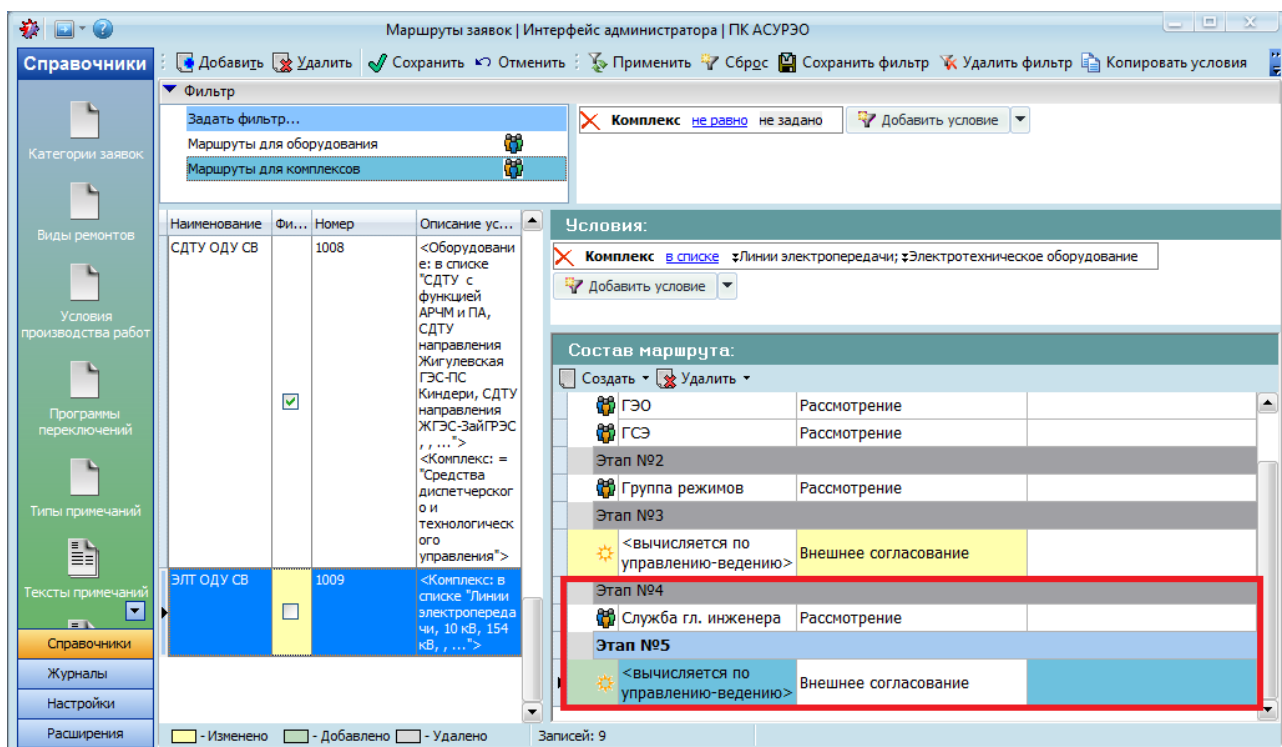 Маршруты заявок | Интерфейс администратора | ПК АСУРЭО
Справочники
Добавить Удалить Сохранить Отменить Применить Сброс Сохранить фильтр Удалить фильтр Копировать условия
Фильтр
Задать фильтр...
Маршруты для оборудования
Маршруты для комплексов
Комплекс не равно не задано Добавить условие
Категории заявок
Виды ремонтов
Условия
производства работ
Программы
переключений
Типы примечаний
Тексты примечаний
Справочники
Журналы
Настройки
Расширения
Наименование Фи... Номер Описание ус...
СДТУ ОДУ СВ 1008 <Оборудовани
е: в списке
"СДТУ с
функцией
АРЧМ и ПА,
СДТУ
направления
Жигулевская
ГЭС-ПС
Киндери, СДТУ
направления
ЖГЭС-ЗайГРЭС
, , ...">
<Комплекс: =
"Средства
диспетчерског
о и
технологическ
ого
управления">
ЭЛТ ОДУ СВ 1009 <Комплекс: в
списке "Линии
электропереда
чи, 10 кВ, 154
кВ, , ...">
Условия:
Комплекс в списке Линии электропередачи; Электротехническое оборудование
Добавить условие
Состав маршрута:
Создать Удалить
ГЭО Рассмотрение
ГСЭ Рассмотрение
Этап №2
Группа режимов Рассмотрение
Этап №3
<вычисляется по
управлению-ведению> Внешнее согласование
Этап №4
Служба гл. инженера Рассмотрение
Этап №5
<вычисляется по
управлению-ведению> Внешнее согласование
- Изменено - Добавлено - Удалено Записей: 9